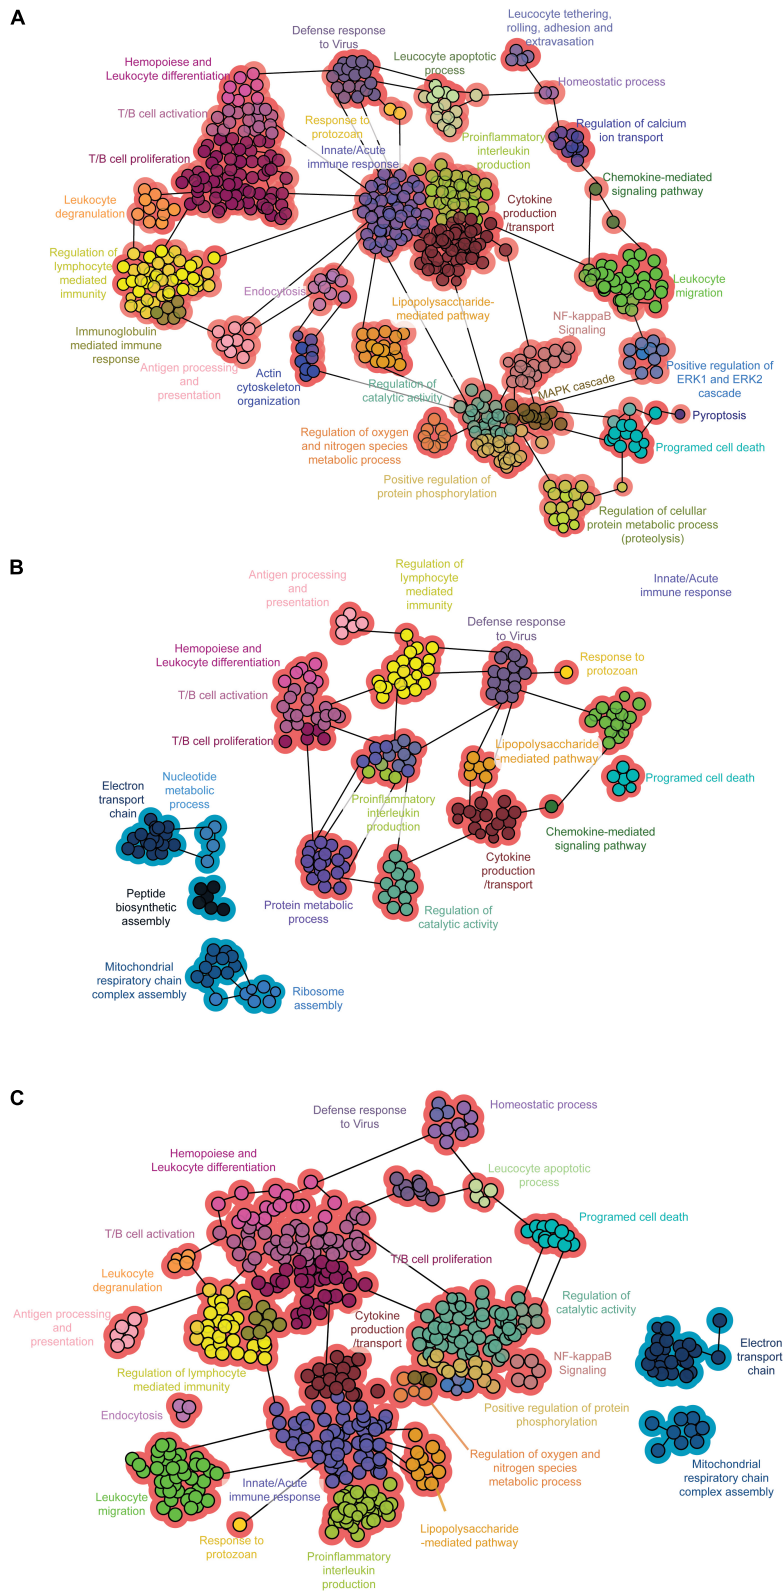 A
Leucocyte tethering,
rolling, adhesion and
extravasation
Defense response
to Virus
Leucocyte apoptotic
process
Hemopoiese and
Leukocyte differentiation
Homeostatic process
T/B cell activation
Response to
protozoan
Regulation of calcium
ion transport
Proinflammatory
interleukin
production
Innate/Acute
immune response
T/B cell proliferation
Chemokine-mediated
signaling pathway
Leukocyte
degranulation
Cytokine
production
/transport
Regulation of
lymphocyte
mediated
immunity
Endocytosis
Leukocyte
migration
Lipopolysaccharide-
mediated pathway
NF-kappaB
Signaling
Immunoglobulin
mediated immune
response
Antigen processing
and
presentation
Actin
cytoskeleton
organization
Regulation of
catalytic activity
MAPK cascade
Positive regulation of
ERK1 and ERK2
cascade
Pyroptosis
Regulation of oxygen
and nitrogen species
metabolic process
Programed cell death
Positive regulation of
protein phosphorylation
Regulation of celullar
protein metabolic process
(proteolysis)
B
Antigen processing
and
presentation
Regulation of
lymphocyte
mediated
immunity
Innate/Acute
immune response
Defense response
to Virus
Hemopoiese and
Leukocyte differentiation
Response to
protozoan
T/B cell activation
T/B cell proliferation
Lipopolysaccharide
-mediated pathway
Electron
transport
chain
Nucleotide
metabolic
process
Programed cell death
Proinflammatory
interleukin
production
Chemokine-mediated
signaling pathway
Cytokine
production
/transport
Peptide
biosynthetic
assembly
Protein metabolic
process
Regulation of
catalytic activity
Mitochondrial
respiratory chain
complex assembly
Ribosome
assembly
C
Defense response
to Virus
Homeostatic process
Hemopoiese and
Leukocyte differentiation
Leucocyte apoptotic
process
Programed cell death
T/B cell activation
T/B cell proliferation
Leukocyte
degranulation
Regulation of
catalytic activity
Antigen processing
and
presentation
Cytokine
production
/transport
Electron
transport
chain
NF-kappaB
Signaling
Regulation of lymphocyte
mediated immunity
Endocytosis
Positive regulation of protein
phosphorylation
Regulation of oxygen and
nitrogen species
metabolic process
Mitochondrial
respiratory chain
complex assembly
Innate/Acute
immune response
Leukocyte
migration
Lipopolysaccharide
-mediated pathway
Response to
protozoan
Proinflammatory
interleukin
production